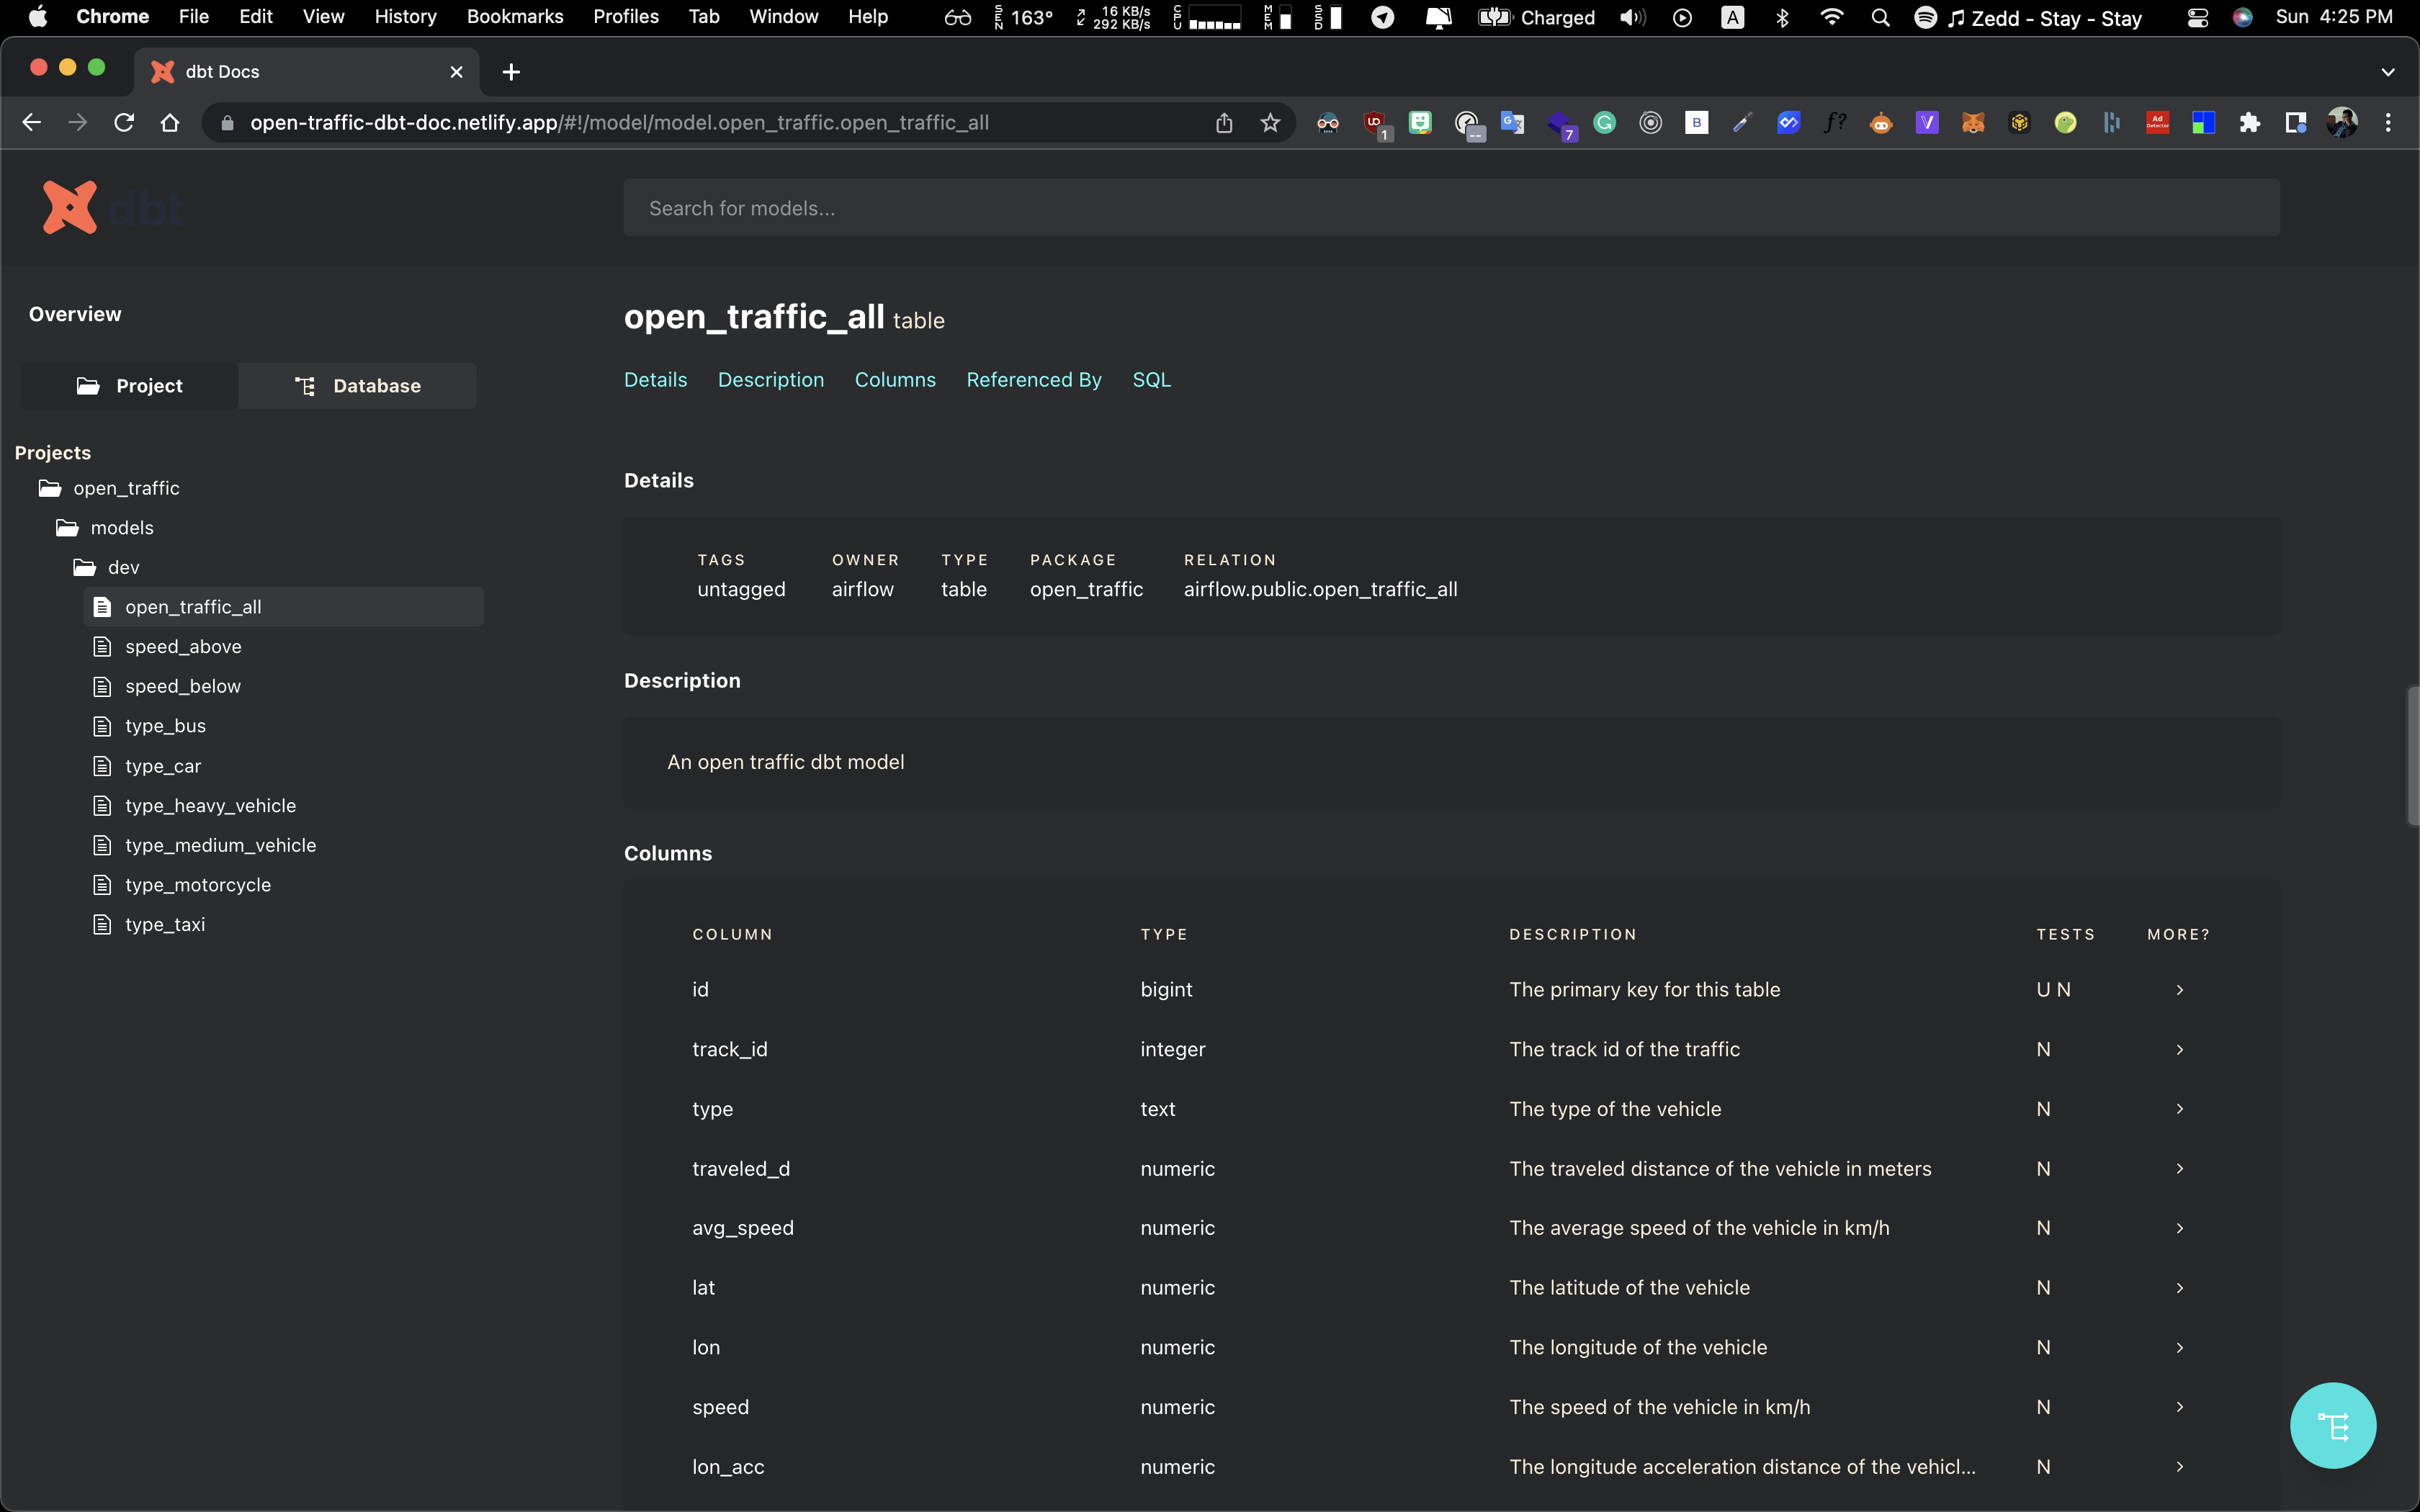 Chrome File Edit View History Bookmarks Profiles Tab Window Help SEN 163° 16 KB/s 292 KB/s CPU MEM SSD Charged A Zedd - Stay - Stay Sun 4:25 PM
dbt Docs
open-traffic-dbt-doc.netlify.app/#!/model/model.open_traffic.open_traffic_all
1 7 B f? Ad Detector
dbt
Search for models...
Overview
Project Database
Projects
open_traffic
models
dev
open_traffic_all
speed_above
speed_below
type_bus
type_car
type_heavy_vehicle
type_medium_vehicle
type_motorcycle
type_taxi
open_traffic_all table
Details Description Columns Referenced By SQL
Details
TAGS OWNER TYPE PACKAGE RELATION
untagged airflow table open_traffic airflow.public.open_traffic_all
Description
An open traffic dbt model
Columns
COLUMN TYPE DESCRIPTION TESTS MORE?
id bigint The primary key for this table U N
track_id integer The track id of the traffic N
type text The type of the vehicle N
traveled_d numeric The traveled distance of the vehicle in meters N
avg_speed numeric The average speed of the vehicle in km/h N
lat numeric The latitude of the vehicle N
lon numeric The longitude of the vehicle N
speed numeric The speed of the vehicle in km/h N
lon_acc numeric The longitude acceleration distance of the vehicl... N